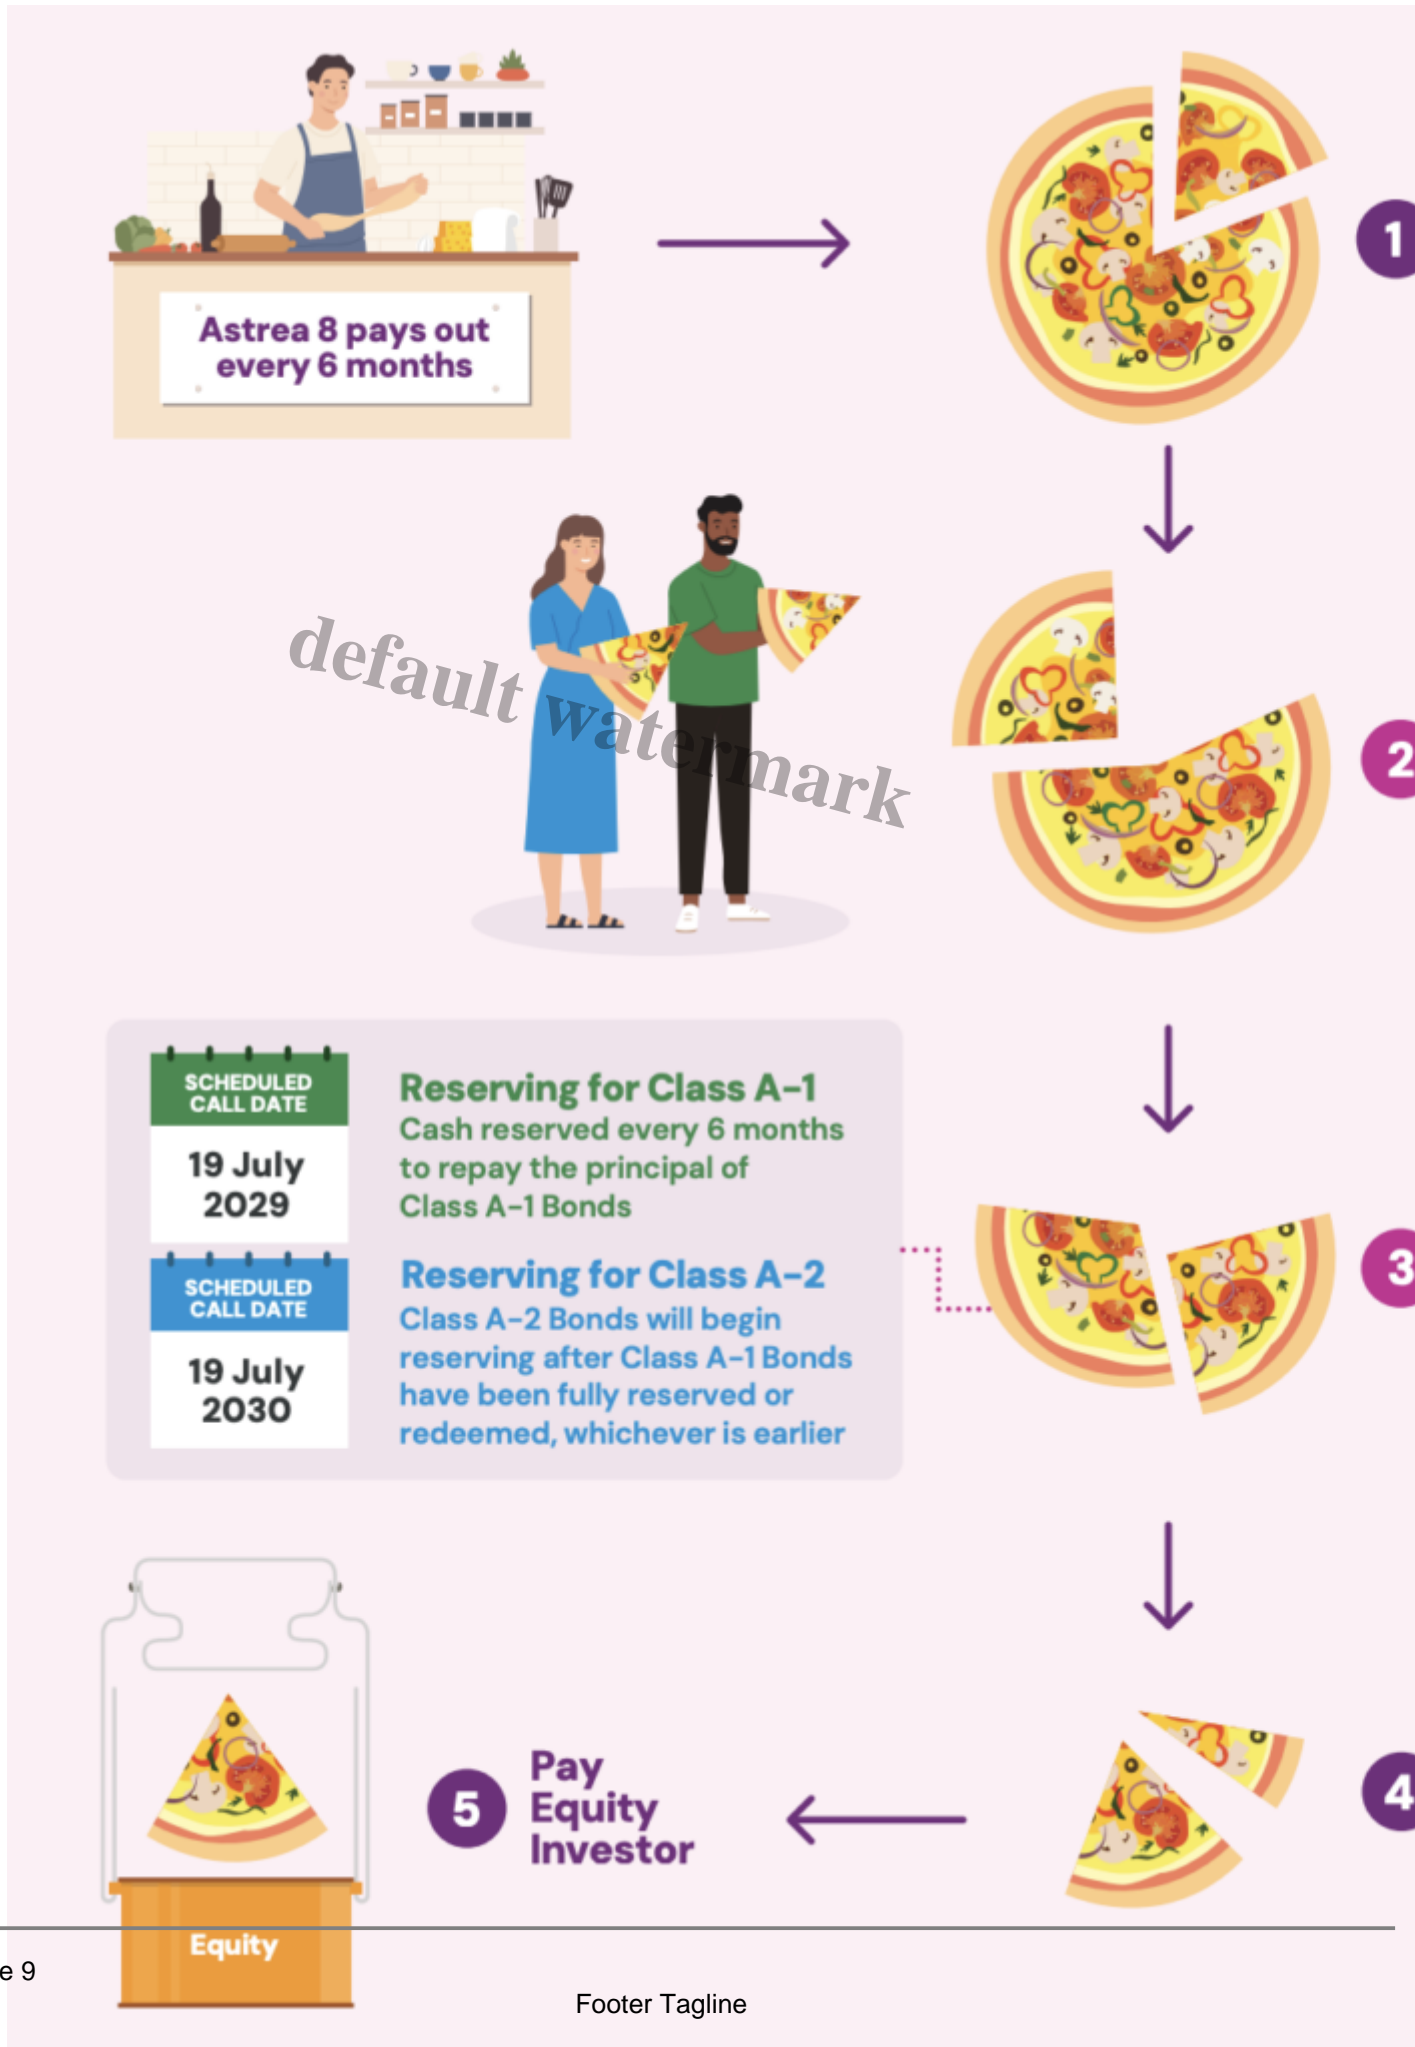 Astrea 8 pays out
every 6 months
1
default watermark
2
SCHEDULED
CALL DATE
19 July
2029
Reserving for Class A-1
Cash reserved every 6 months
to repay the principal of
Class A-1 Bonds
SCHEDULED
CALL DATE
19 July
2030
Reserving for Class A-2
Class A-2 Bonds will begin
reserving after Class A-1 Bonds
have been fully reserved or
redeemed, whichever is earlier
3
4
5
Pay
Equity
Investor
Equity
e 9
Footer Tagline